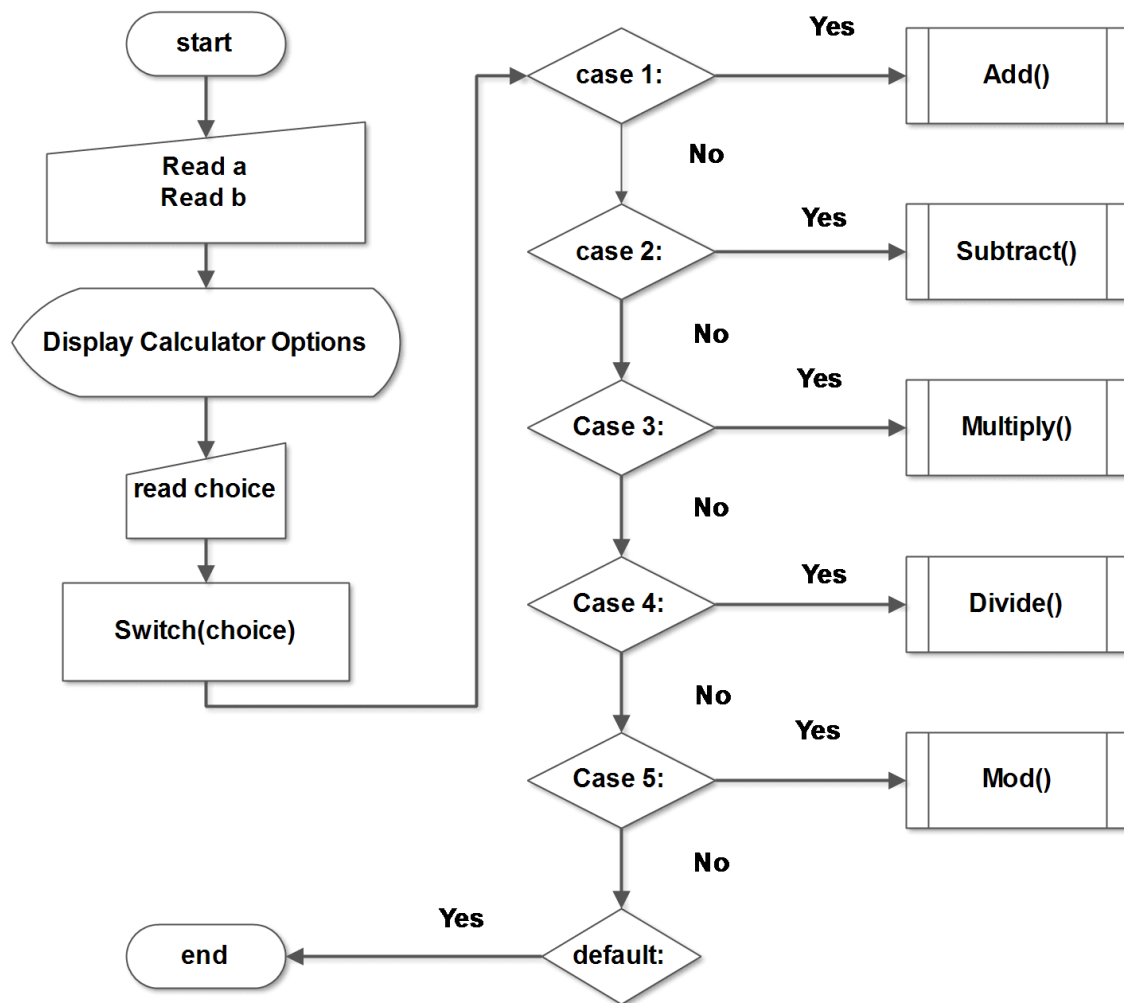 start
Read a
Read b
Display Calculator Options
read choice
Switch(choice)
case 1:
Yes
Add()
No
case 2:
Yes
Subtract()
No
Case 3:
Yes
Multiply()
No
Case 4:
Yes
Divide()
No
Case 5:
Yes
Mod()
No
default:
Yes
end